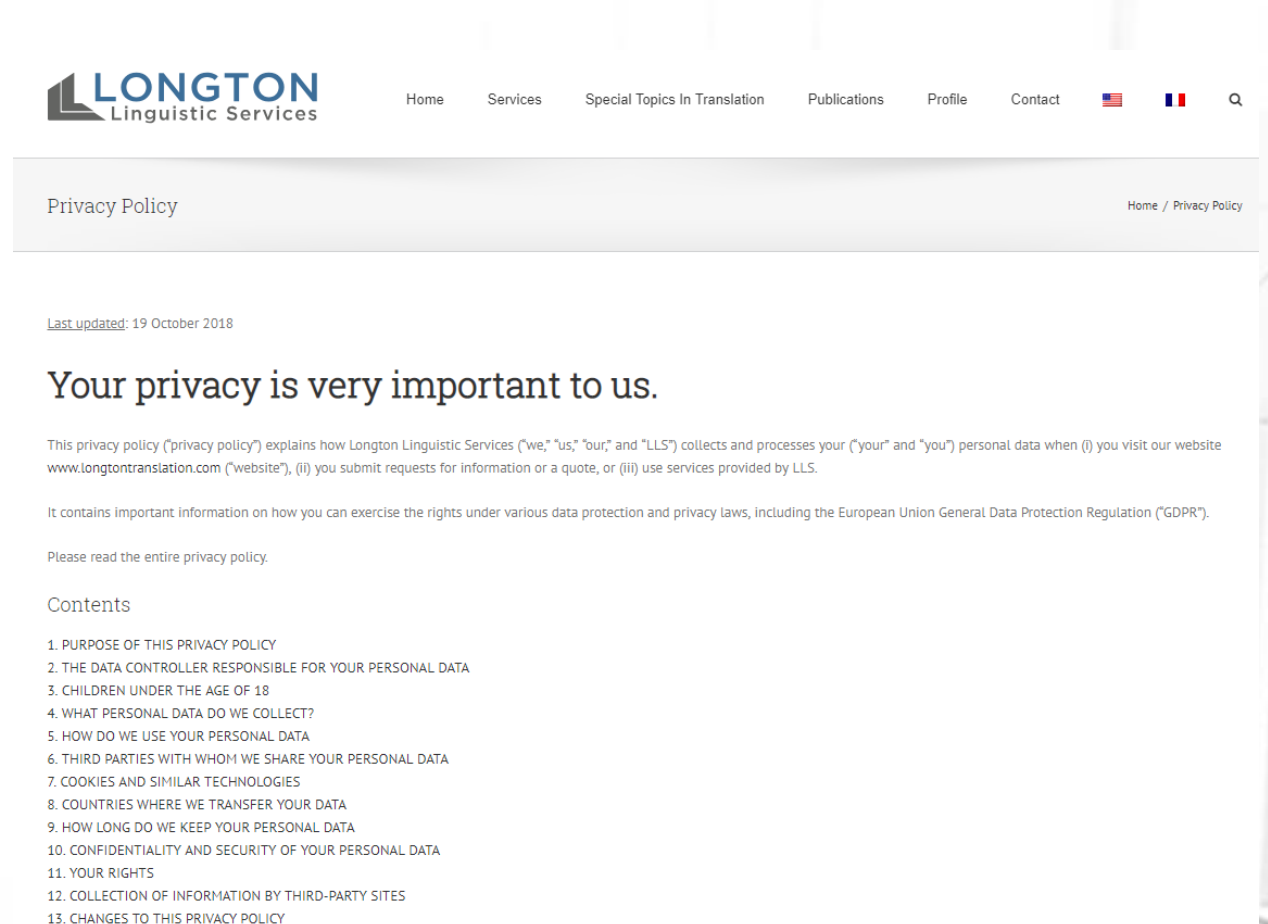 LONGTON
Linguistic Services
Home Services Special Topics In Translation Publications Profile Contact
Privacy Policy
Home / Privacy Policy
Last updated: 19 October 2018
Your privacy is very important to us.
This privacy policy (“privacy policy”) explains how Longton Linguistic Services (“we,” “us,” “our,” and “LLS”) collects and processes your (“your” and “you”) personal data when (i) you visit our website
www.longtontranslation.com (“website”), (ii) you submit requests for information or a quote, or (iii) use services provided by LLS.
It contains important information on how you can exercise the rights under various data protection and privacy laws, including the European Union General Data Protection Regulation (“GDPR”).
Please read the entire privacy policy.
Contents
1. PURPOSE OF THIS PRIVACY POLICY
2. THE DATA CONTROLLER RESPONSIBLE FOR YOUR PERSONAL DATA
3. CHILDREN UNDER THE AGE OF 18
4. WHAT PERSONAL DATA DO WE COLLECT?
5. HOW DO WE USE YOUR PERSONAL DATA
6. THIRD PARTIES WITH WHOM WE SHARE YOUR PERSONAL DATA
7. COOKIES AND SIMILAR TECHNOLOGIES
8. COUNTRIES WHERE WE TRANSFER YOUR DATA
9. HOW LONG DO WE KEEP YOUR PERSONAL DATA
10. CONFIDENTIALITY AND SECURITY OF YOUR PERSONAL DATA
11. YOUR RIGHTS
12. COLLECTION OF INFORMATION BY THIRD-PARTY SITES
13. CHANGES TO THIS PRIVACY POLICY